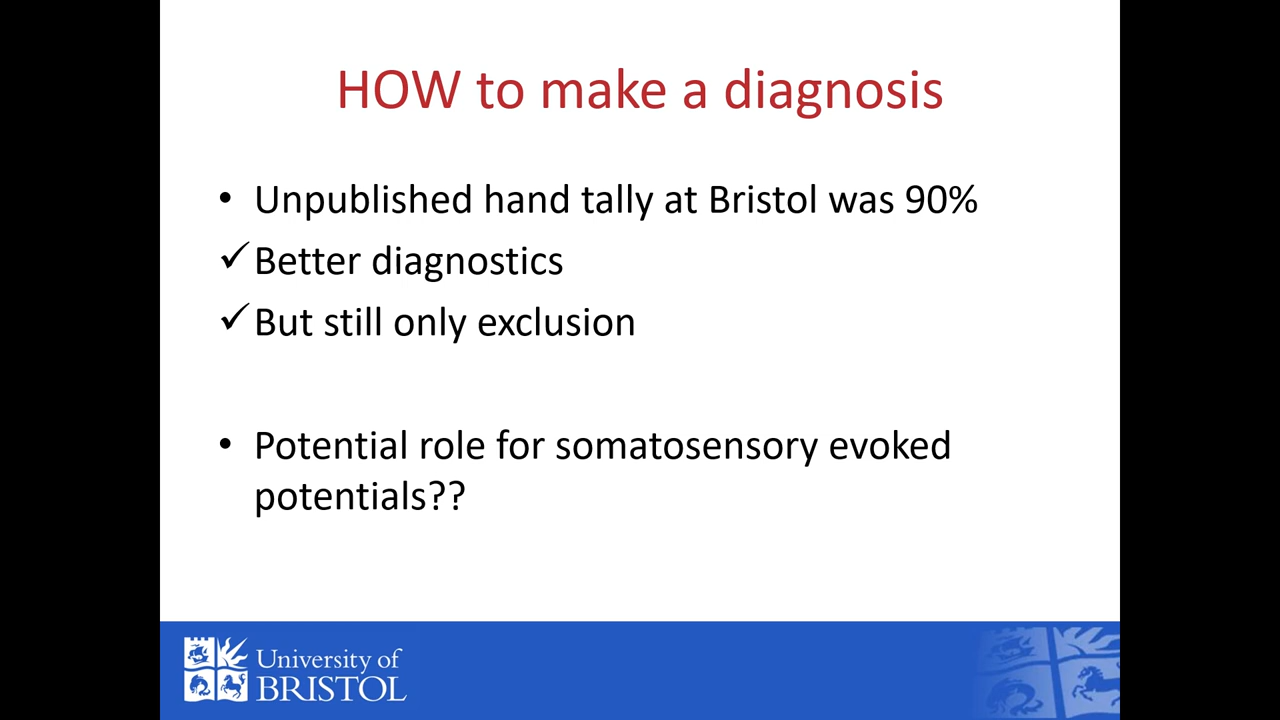 HOW to make a diagnosis
• Unpublished hand tally at Bristol was 90%
✓ Better diagnostics
✓ But still only exclusion
• Potential role for somatosensory evoked
potentials??
University of
BRISTOL